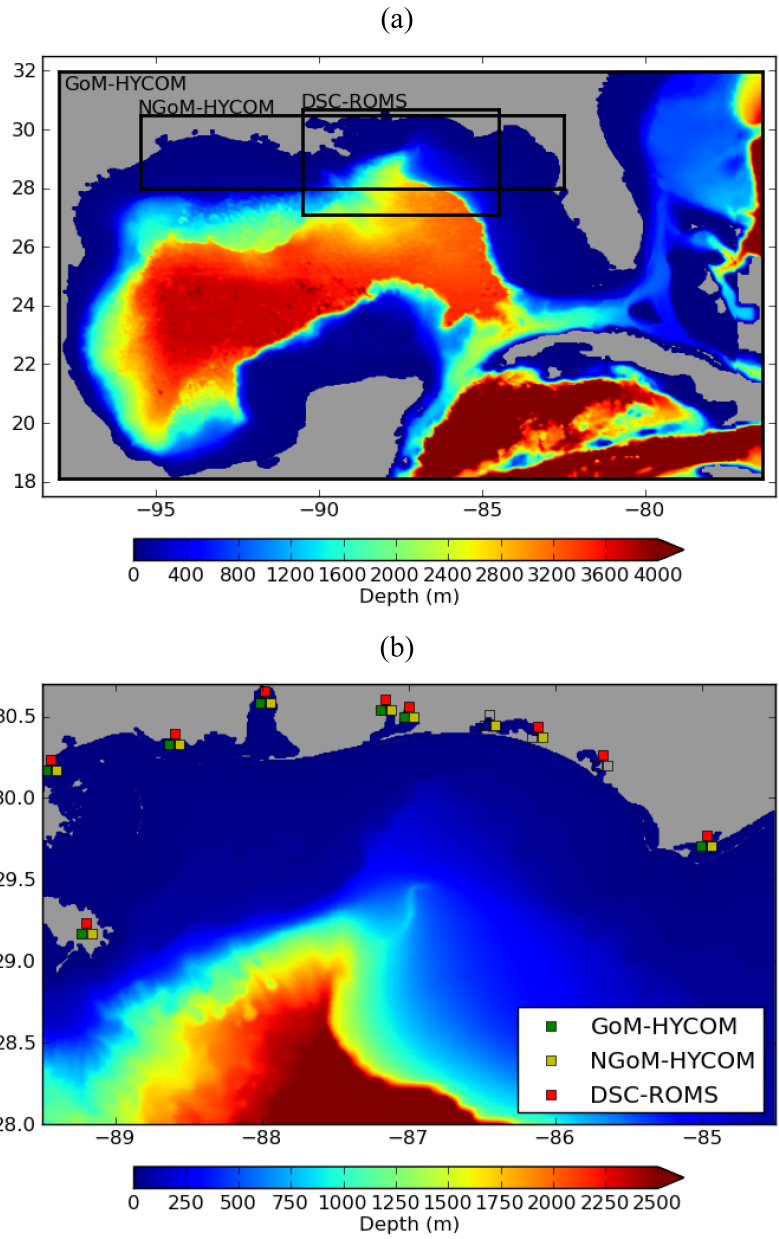 (a)
32
GoM-HYCOM
NGoM-HYCOM DSC-ROMS
30
28
26
24
22
20
18
−95 −90 −85 −80
0 400 800 1200 1600 2000 2400 2800 3200 3600 4000
Depth (m)
(b)
30.5
30.0
29.5
29.0
28.5
28.0
GoM-HYCOM
NGoM-HYCOM
DSC-ROMS
−89 −88 −87 −86 −85
0 250 500 750 1000 1250 1500 1750 2000 2250 2500
Depth (m)